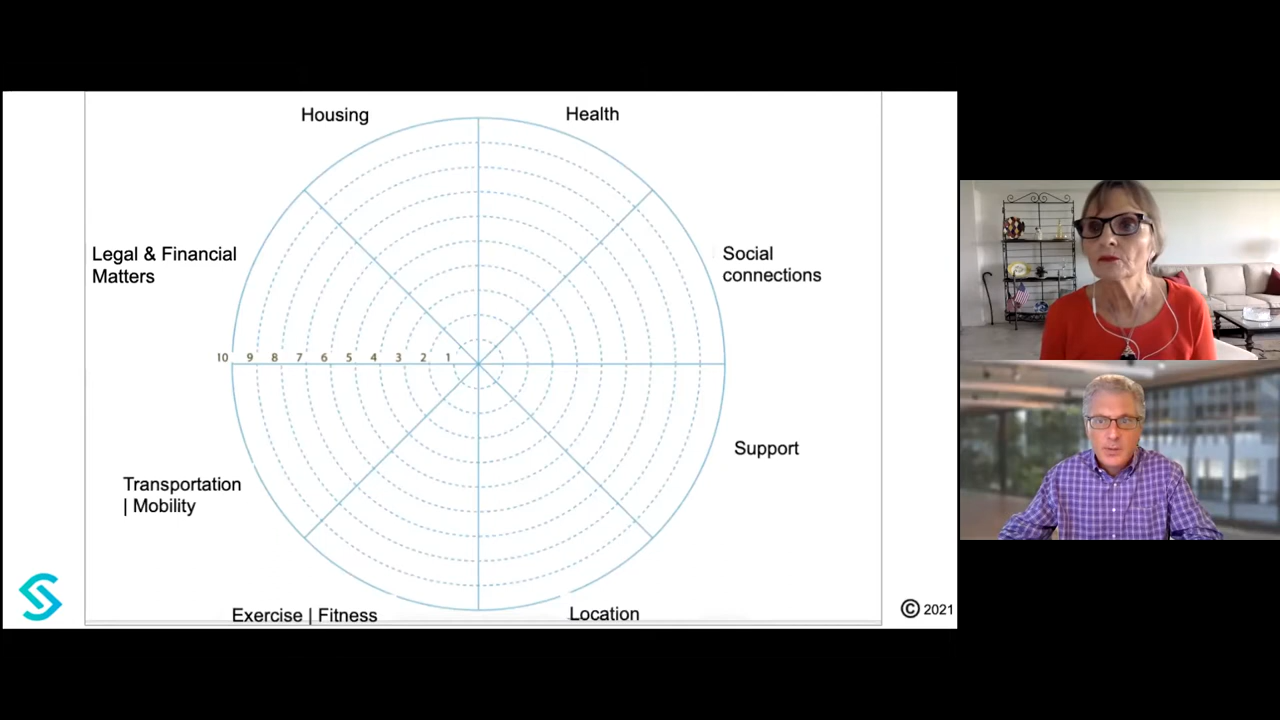 Housing
Health
Legal & Financial
Matters
Social
connections
10 9 8 7 6 5 4 3 2 1
Support
Transportation
| Mobility
Exercise | Fitness
Location
© 2021